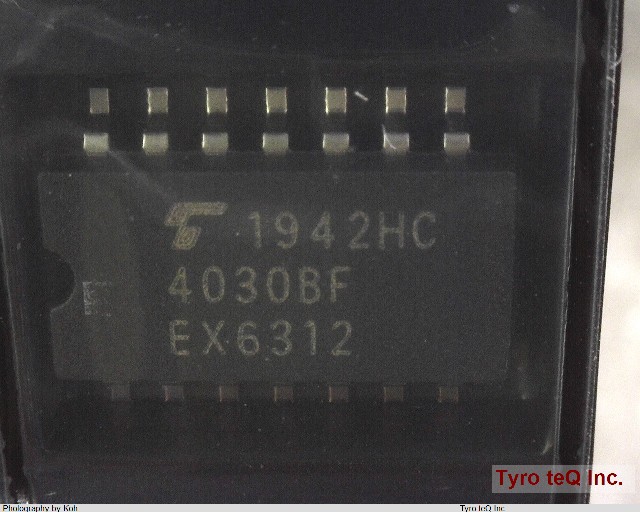 1942HC
4030BF
EX6312
Tyro teQ Inc.
Photography by Koh
Tyro teQ Inc